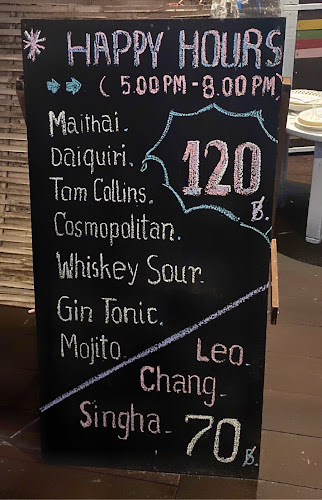 * HAPPY HOURS
(5.00 PM - 8.00 PM)
Maithai.
Daiquiri.
Tom Collins.
120 ฿.
Cosmopolitan.
Whiskey Sour.
Gin Tonic.
Mojito.
Leo.
Chang.
Singha.
70 ฿.